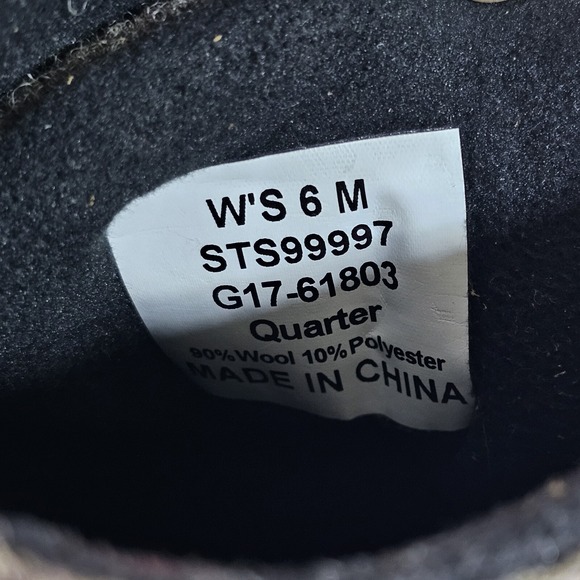 W'S 6 M
STS99997
G17-61803
Quarter
90% Wool 10% Polyester
MADE IN CHINA